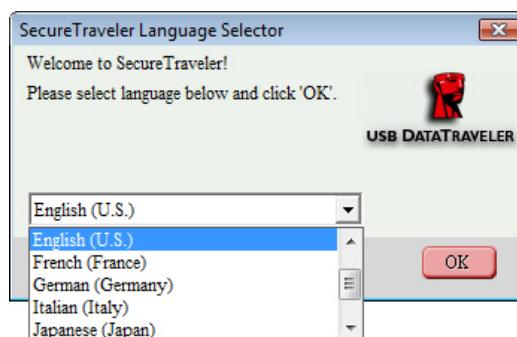 SecureTraveler Language Selector
Welcome to SecureTraveler!
Please select language below and click 'OK'.
USB DATATRAVELER
English (U.S.)
English (U.S.)
French (France)
German (Germany)
Italian (Italy)
Japanese (Japan)
OK